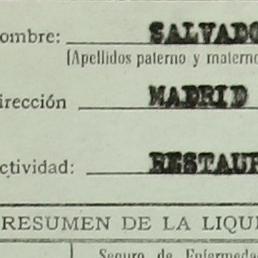 ombre: SALVADO
(Apellidos paterno y materno
irección MADRID
ctividad: RESTAUR
RESUMEN DE LA LIQU
Seguro de Enfermeda